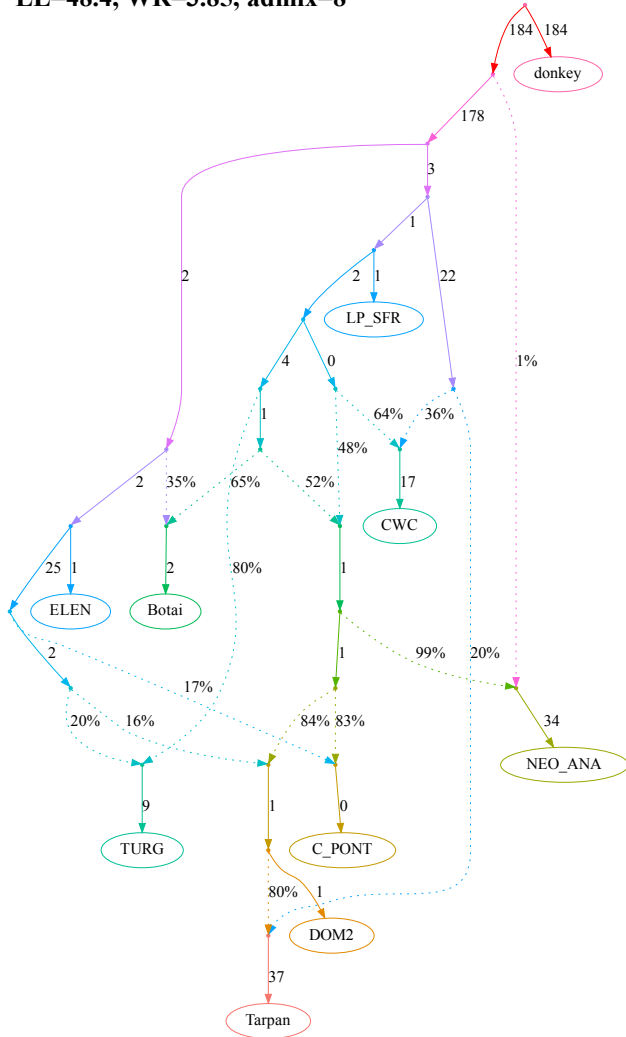 LL=48.4, WR=3.85, admix=8
184 184
donkey
178
3
1
2
2 1 22
LP_SFR
1%
4 0
64% 36%
1
48%
2 35% 65% 52%
17
CWC
25 1 2 80% 1
ELEN Botai
2 17% 1 99% 20%
20% 16% 84% 83%
34
NEO_ANA
9 1 0
TURG C_PONT
80% 1
DOM2
37
Tarpan